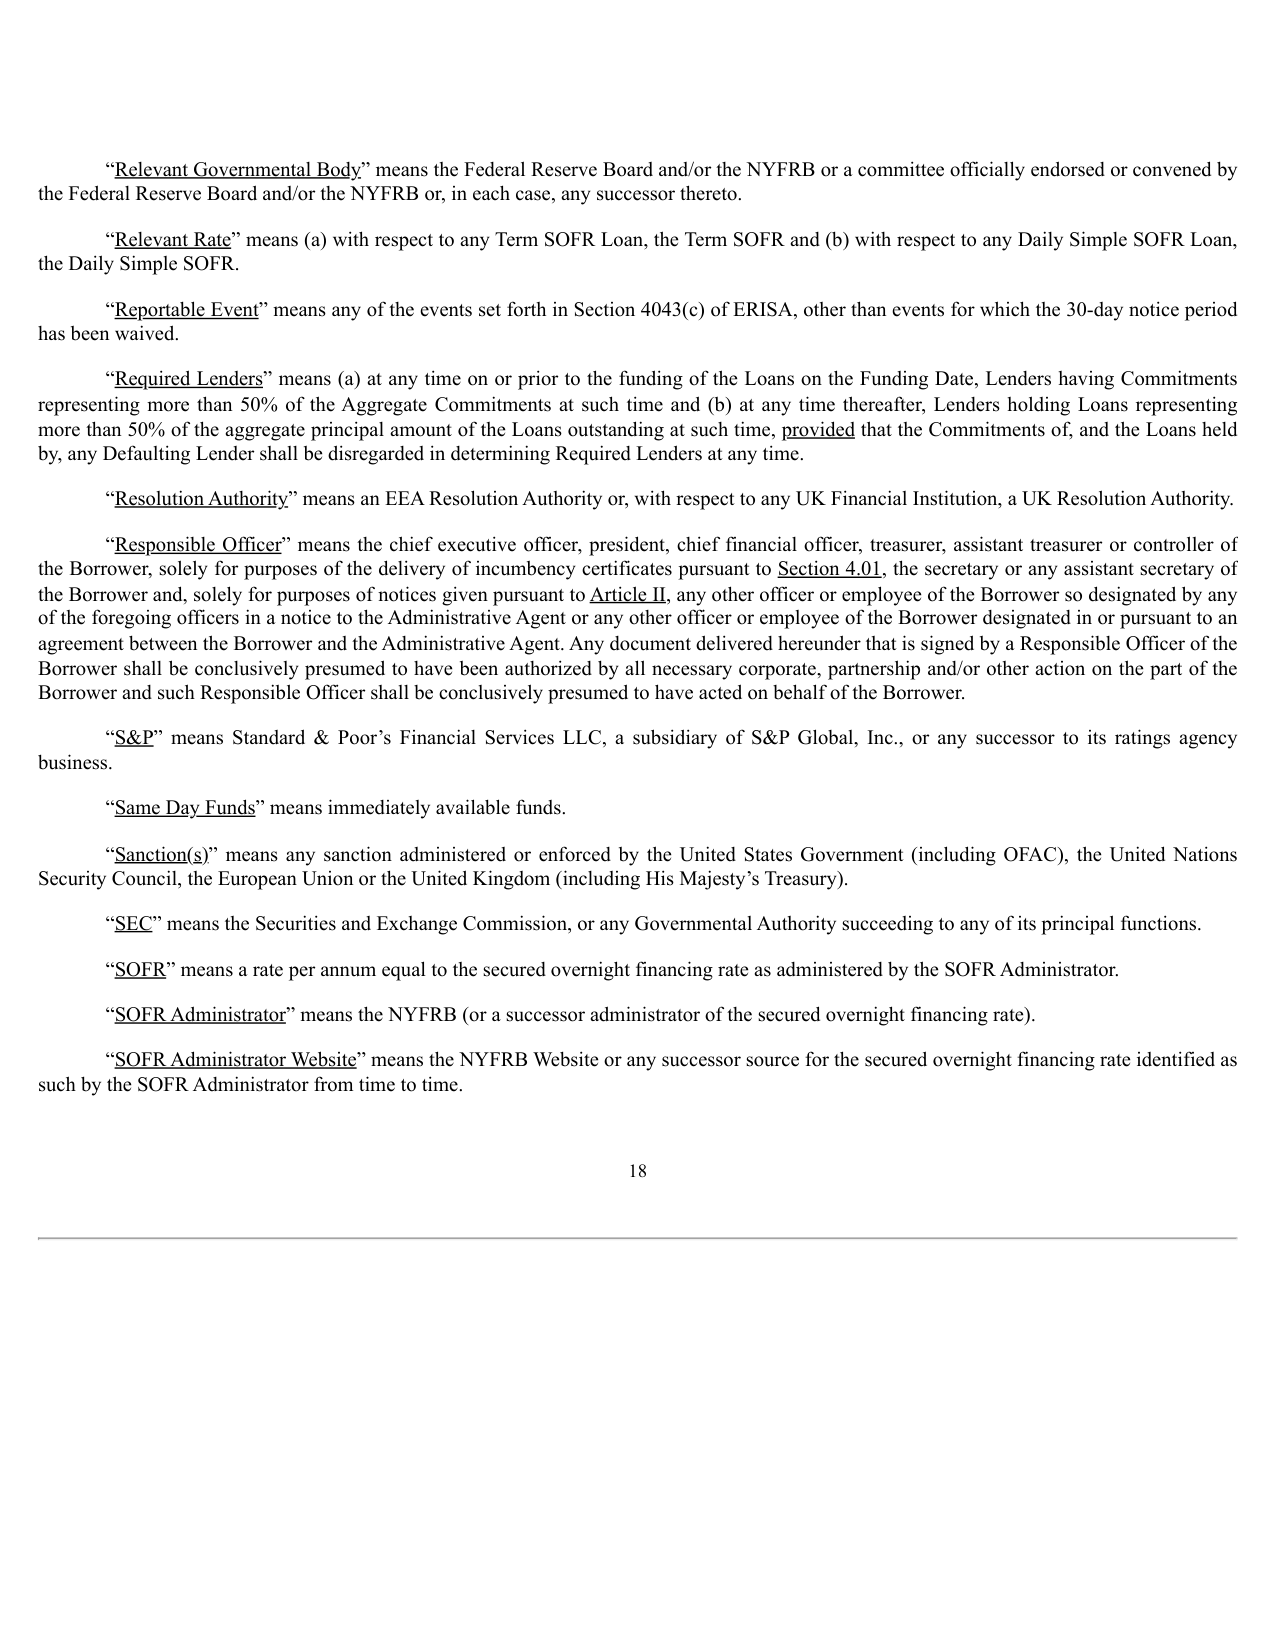 “Relevant Governmental Body” means the Federal Reserve Board and/or the NYFRB or a committee officially endorsed or convened by
the Federal Reserve Board and/or the NYFRB or, in each case, any successor thereto.
“Relevant Rate” means (a) with respect to any Term SOFR Loan, the Term SOFR and (b) with respect to any Daily Simple SOFR Loan,
the Daily Simple SOFR.
“Reportable Event” means any of the events set forth in Section 4043(c) of ERISA, other than events for which the 30-day notice period
has been waived.
“Required Lenders” means (a) at any time on or prior to the funding of the Loans on the Funding Date, Lenders having Commitments
representing more than 50% of the Aggregate Commitments at such time and (b) at any time thereafter, Lenders holding Loans representing
more than 50% of the aggregate principal amount of the Loans outstanding at such time, provided that the Commitments of, and the Loans held
by, any Defaulting Lender shall be disregarded in determining Required Lenders at any time.
“Resolution Authority” means an EEA Resolution Authority or, with respect to any UK Financial Institution, a UK Resolution Authority.
“Responsible Officer” means the chief executive officer, president, chief financial officer, treasurer, assistant treasurer or controller of
the Borrower, solely for purposes of the delivery of incumbency certificates pursuant to Section 4.01, the secretary or any assistant secretary of
the Borrower and, solely for purposes of notices given pursuant to Article II, any other officer or employee of the Borrower so designated by any
of the foregoing officers in a notice to the Administrative Agent or any other officer or employee of the Borrower designated in or pursuant to an
agreement between the Borrower and the Administrative Agent. Any document delivered hereunder that is signed by a Responsible Officer of the
Borrower shall be conclusively presumed to have been authorized by all necessary corporate, partnership and/or other action on the part of the
Borrower and such Responsible Officer shall be conclusively presumed to have acted on behalf of the Borrower.
“S&P” means Standard & Poor’s Financial Services LLC, a subsidiary of S&P Global, Inc., or any successor to its ratings agency
business.
“Same Day Funds” means immediately available funds.
“Sanction(s)” means any sanction administered or enforced by the United States Government (including OFAC), the United Nations
Security Council, the European Union or the United Kingdom (including His Majesty’s Treasury).
“SEC” means the Securities and Exchange Commission, or any Governmental Authority succeeding to any of its principal functions.
“SOFR” means a rate per annum equal to the secured overnight financing rate as administered by the SOFR Administrator.
“SOFR Administrator” means the NYFRB (or a successor administrator of the secured overnight financing rate).
“SOFR Administrator Website” means the NYFRB Website or any successor source for the secured overnight financing rate identified as
such by the SOFR Administrator from time to time.
18